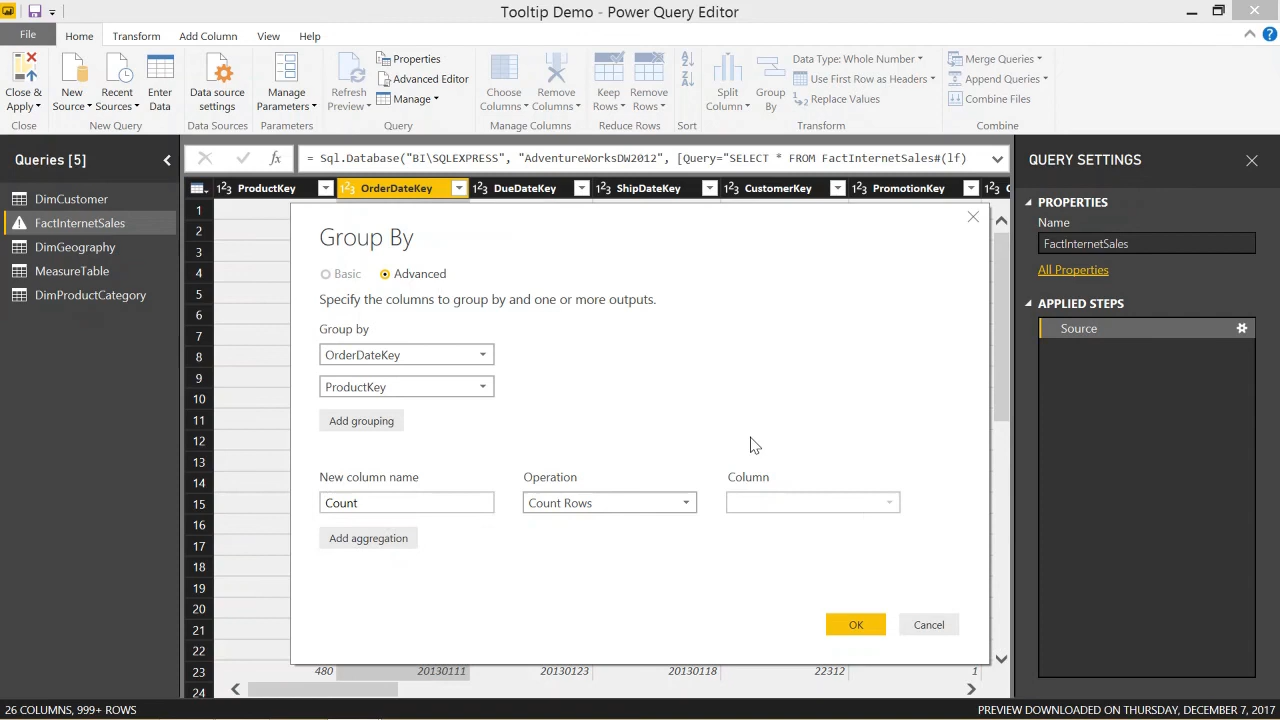 Tooltip Demo - Power Query Editor
File Home Transform Add Column View Help
Close & Apply
New Source
Recent Sources
Enter Data
Data source settings
Manage Parameters
Refresh Preview
Properties
Advanced Editor
Manage
Choose Columns
Remove Columns
Keep Rows
Remove Rows
Split Column
Group By
Data Type: Whole Number
Use First Row as Headers
Replace Values
Merge Queries
Append Queries
Combine Files
Close New Query Data Sources Parameters Query Manage Columns Reduce Rows Sort Transform Combine
Queries [5]
DimCustomer
FactInternetSales
DimGeography
MeasureTable
DimProductCategory
fx = Sql.Database("BI\SQLEXPRESS", "AdventureWorksDW2012", [Query="SELECT * FROM FactInternetSales#(lf)
ProductKey OrderDateKey DueDateKey ShipDateKey CustomerKey PromotionKey
1
2
3
4
5
6
7
8
9
10
11
12
13
14
15
16
17
18
19
20
21
22
23 480 20130111 20130123 20130118 22312 1
24
Group By
Basic Advanced
Specify the columns to group by and one or more outputs.
Group by
OrderDateKey
ProductKey
Add grouping
New column name Operation Column
Count Count Rows
Add aggregation
OK Cancel
QUERY SETTINGS
PROPERTIES
Name
FactInternetSales
All Properties
APPLIED STEPS
Source
26 COLUMNS, 999+ ROWS PREVIEW DOWNLOADED ON THURSDAY, DECEMBER 7, 2017